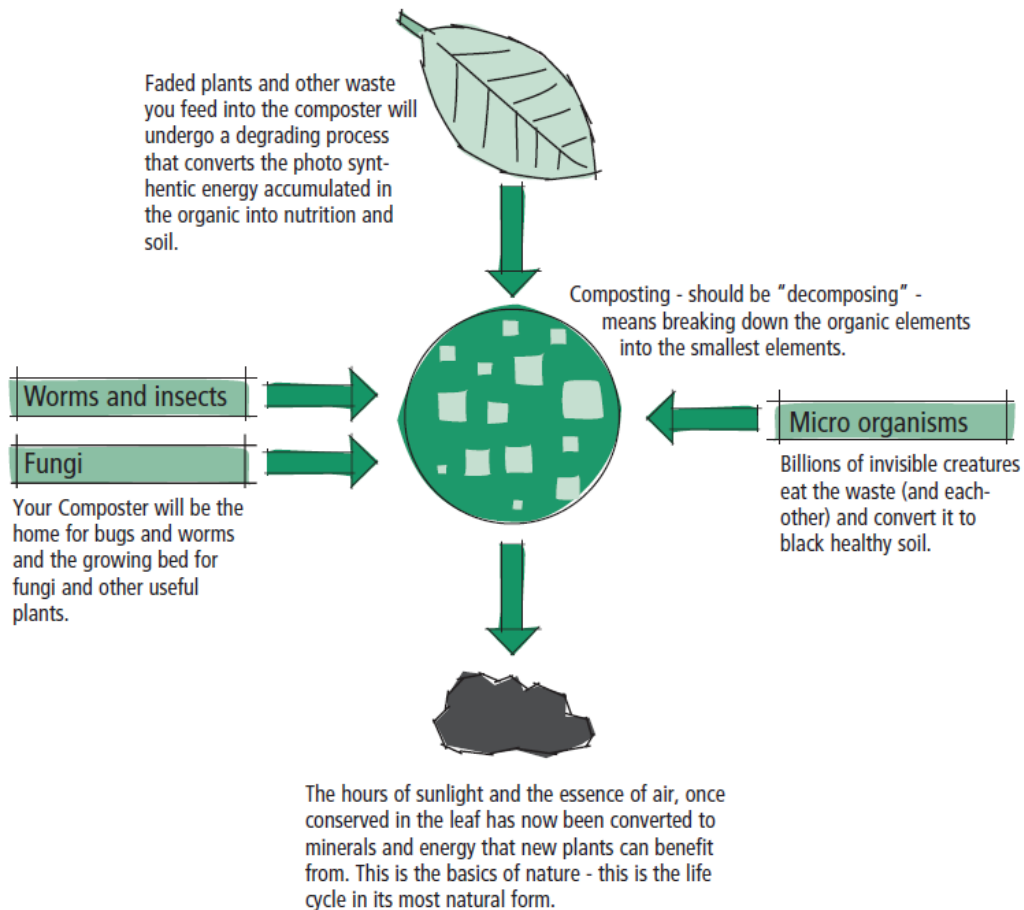 Faded plants and other waste
you feed into the composter will
undergo a degrading process
that converts the photo synt-
hentic energy accumulated in
the organic into nutrition and
soil.
Composting - should be “decomposing” -
means breaking down the organic elements
into the smallest elements.
Worms and insects
Fungi
Your Composter will be the
home for bugs and worms
and the growing bed for
fungi and other useful
plants.
Micro organisms
Billions of invisible creatures
eat the waste (and each-
other) and convert it to
black healthy soil.
The hours of sunlight and the essence of air, once
conserved in the leaf has now been converted to
minerals and energy that new plants can benefit
from. This is the basics of nature - this is the life
cycle in its most natural form.